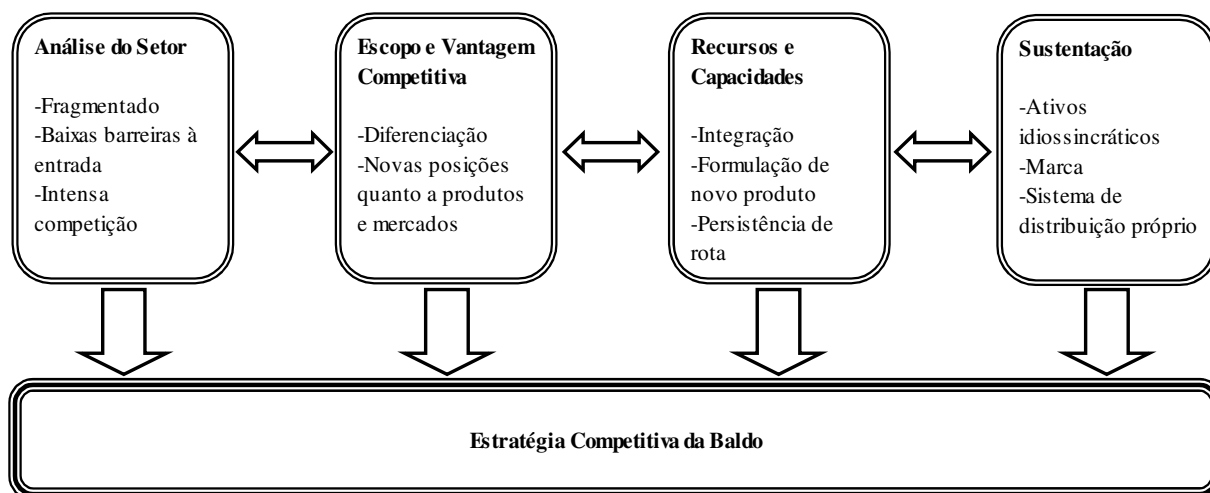 Análise do Setor
-Fragmentado
-Baixas barreiras à
entrada
-Intensa
competição
Escopo e Vantagem
Competitiva
-Diferenciação
-Novas posições
quanto a produtos
e mercados
Recursos e
Capacidades
-Integração
-Formulação de
novo produto
-Persistência de
rota
Sustentação
-Ativos
idiossincráticos
-Marca
-Sistema de
distribuição próprio
Estratégia Competitiva da Baldo